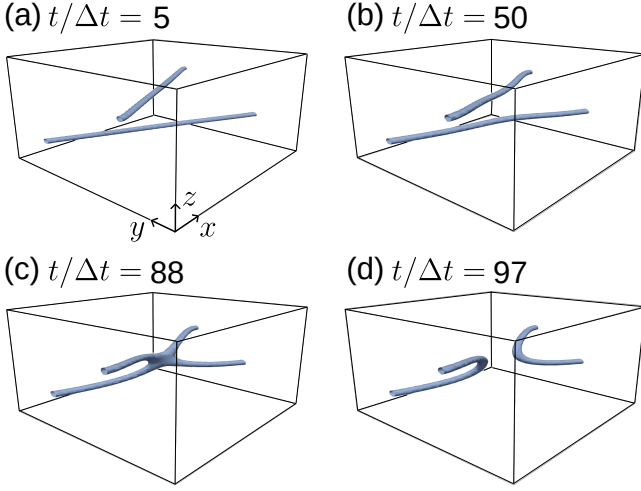 (a) t/Δt = 5
(b) t/Δt = 50
z
y
x
(c) t/Δt = 88
(d) t/Δt = 97